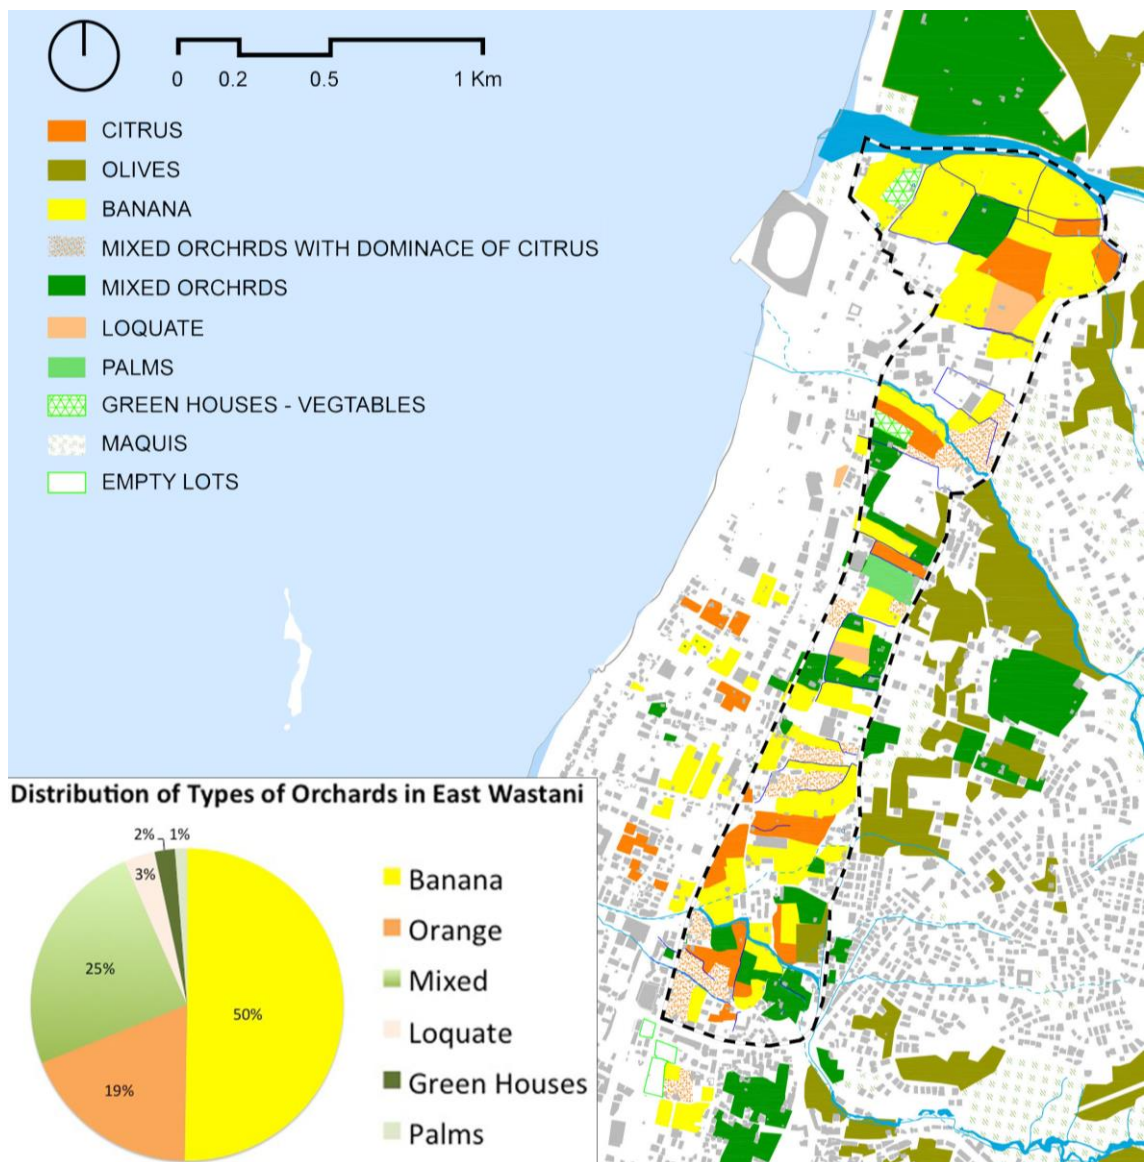 0 0.2 0.5 1 Km
CITRUS
OLIVES
BANANA
MIXED ORCHRDS WITH DOMINACE OF CITRUS
MIXED ORCHRDS
LOQUATE
PALMS
GREEN HOUSES - VEGTABLES
MAQUIS
EMPTY LOTS
Distribution of Types of Orchards in East Wastani
2% 1%
3%
25%
50%
19%
Banana
Orange
Mixed
Loquate
Green Houses
Palms